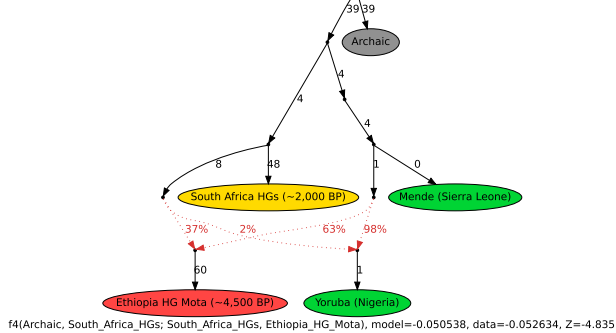 39 39
Archaic
4
4
4
8 48 1 0
South Africa HGs (~2,000 BP) Mende (Sierra Leone)
37% 2% 63% 98%
60 1
Ethiopia HG Mota (~4,500 BP) Yoruba (Nigeria)
f4(Archaic, South_Africa_HGs; South_Africa_HGs, Ethiopia_HG_Mota), model=-0.050538, data=-0.052634, Z=-4.835